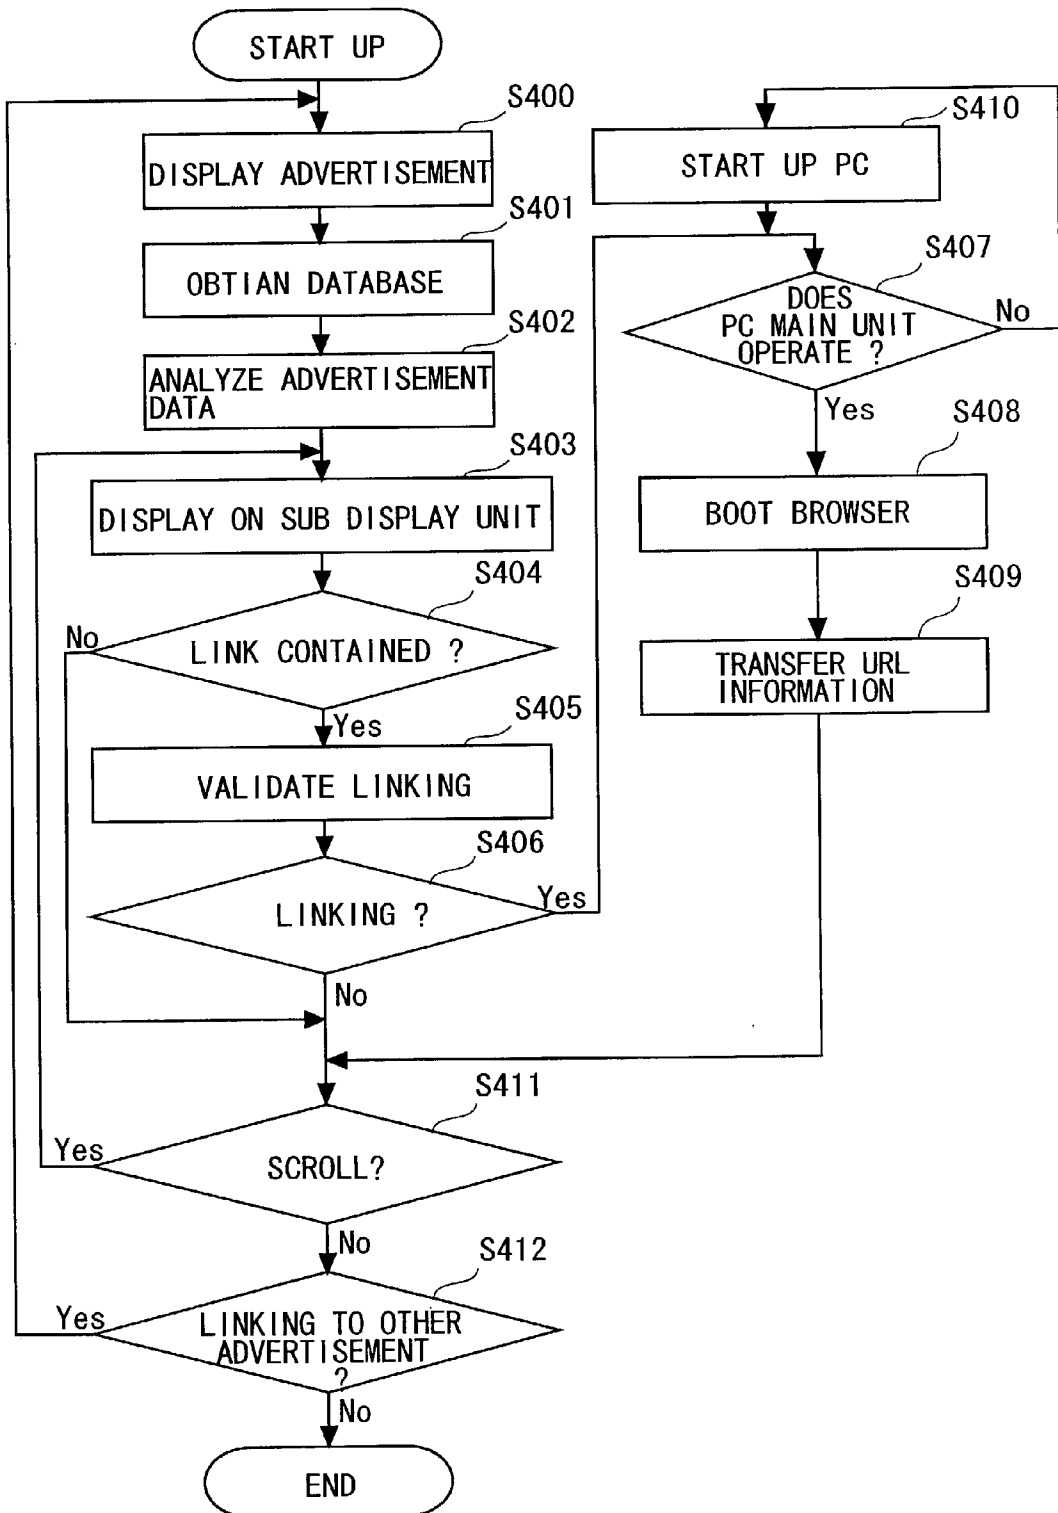 START UP
S400
DISPLAY ADVERTISEMENT
S401
OBTIAN DATABASE
S402
ANALYZE ADVERTISEMENT
DATA
S403
DISPLAY ON SUB DISPLAY UNIT
S404
No
LINK CONTAINED ?
Yes
S405
VALIDATE LINKING
S406
Yes
LINKING ?
No
S410
START UP PC
S407
DOES
PC MAIN UNIT
OPERATE ?
No
Yes
S408
BOOT BROWSER
S409
TRANSFER URL
INFORMATION
S411
Yes
SCROLL?
No
S412
Yes
LINKING TO OTHER
ADVERTISEMENT
?
No
END